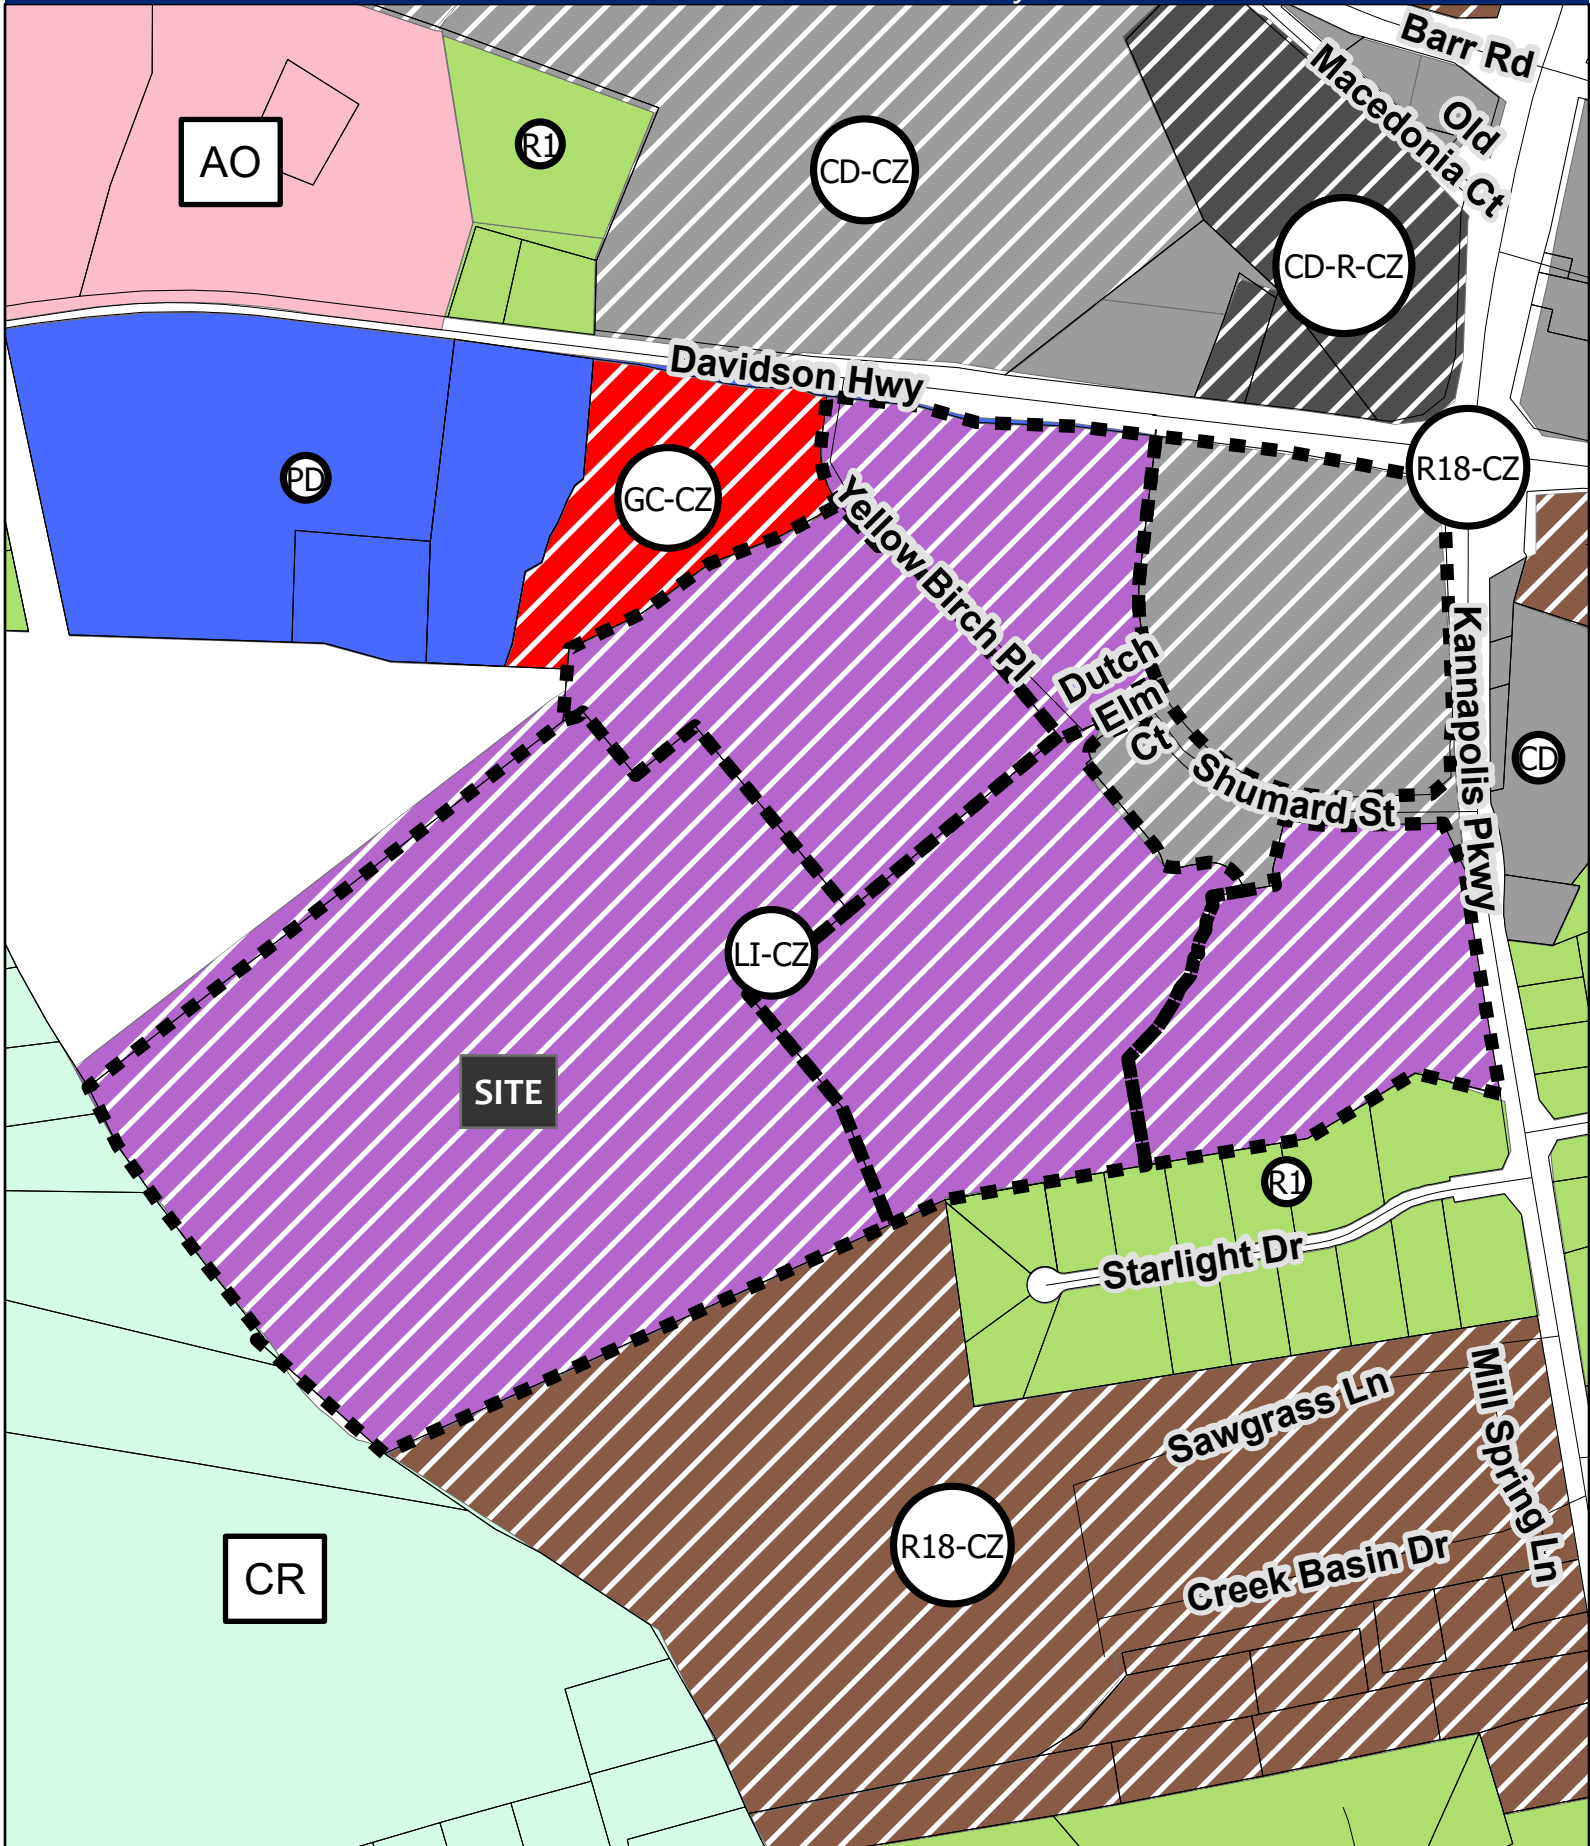 Barr Rd
Macedonia Ct
Old
AO
R1
CD-CZ
CD-R-CZ
Davidson Hwy
R18-CZ
PD
GC-CZ
Yellow Birch Pl
Dutch
Elm
Ct
Kannapolis Pkwy
CD
Shumard St
LI-CZ
SITE
R1
Starlight Dr
Sawgrass Ln
Mill Spring Ln
R18-CZ
Creek Basin Dr
CR